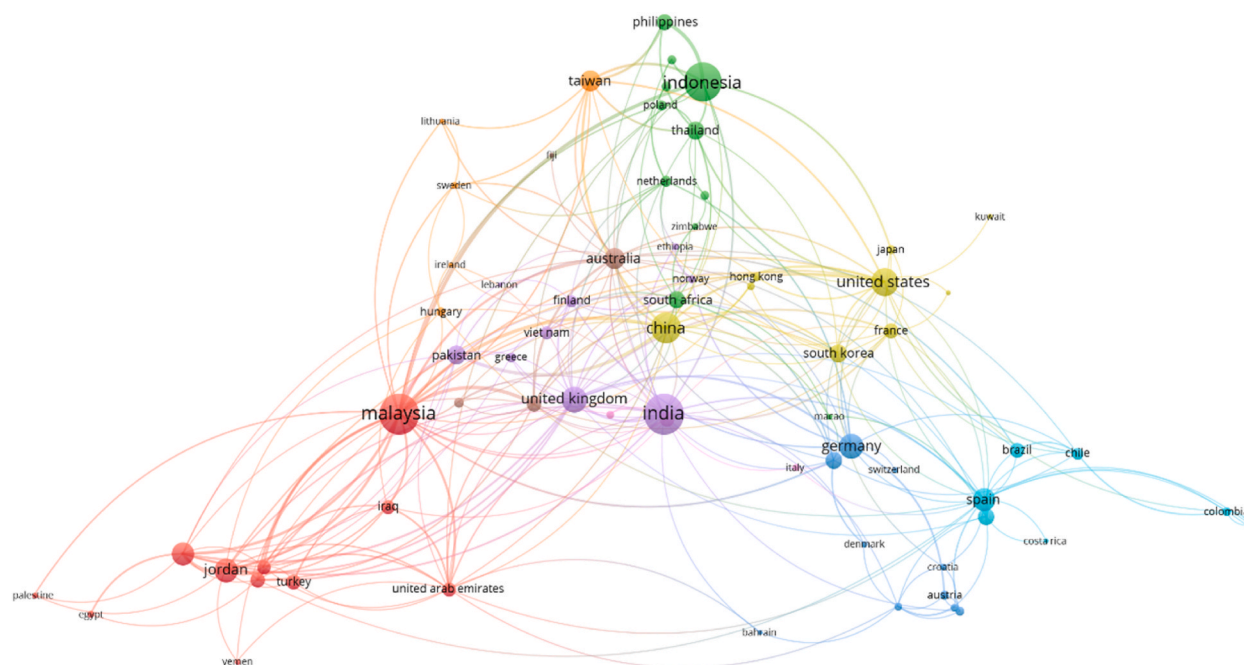 philippines
indonesia
taiwan
poland
lithuania
thailand
fiji
netherlands
sweden
kuwait
zimbabwe
ethiopia
japan
australia
ireland
lebanon
norway
hong kong
united states
finland
south africa
hungary
china
viet nam
france
pakistan
greece
south korea
united kingdom
malaysia
india
macao
germany
brazil
chile
italy
switzerland
spain
iraq
colombia
denmark
costa rica
jordan
turkey
croatia
united arab emirates
austria
palestine
egypt
bahrain
yemen